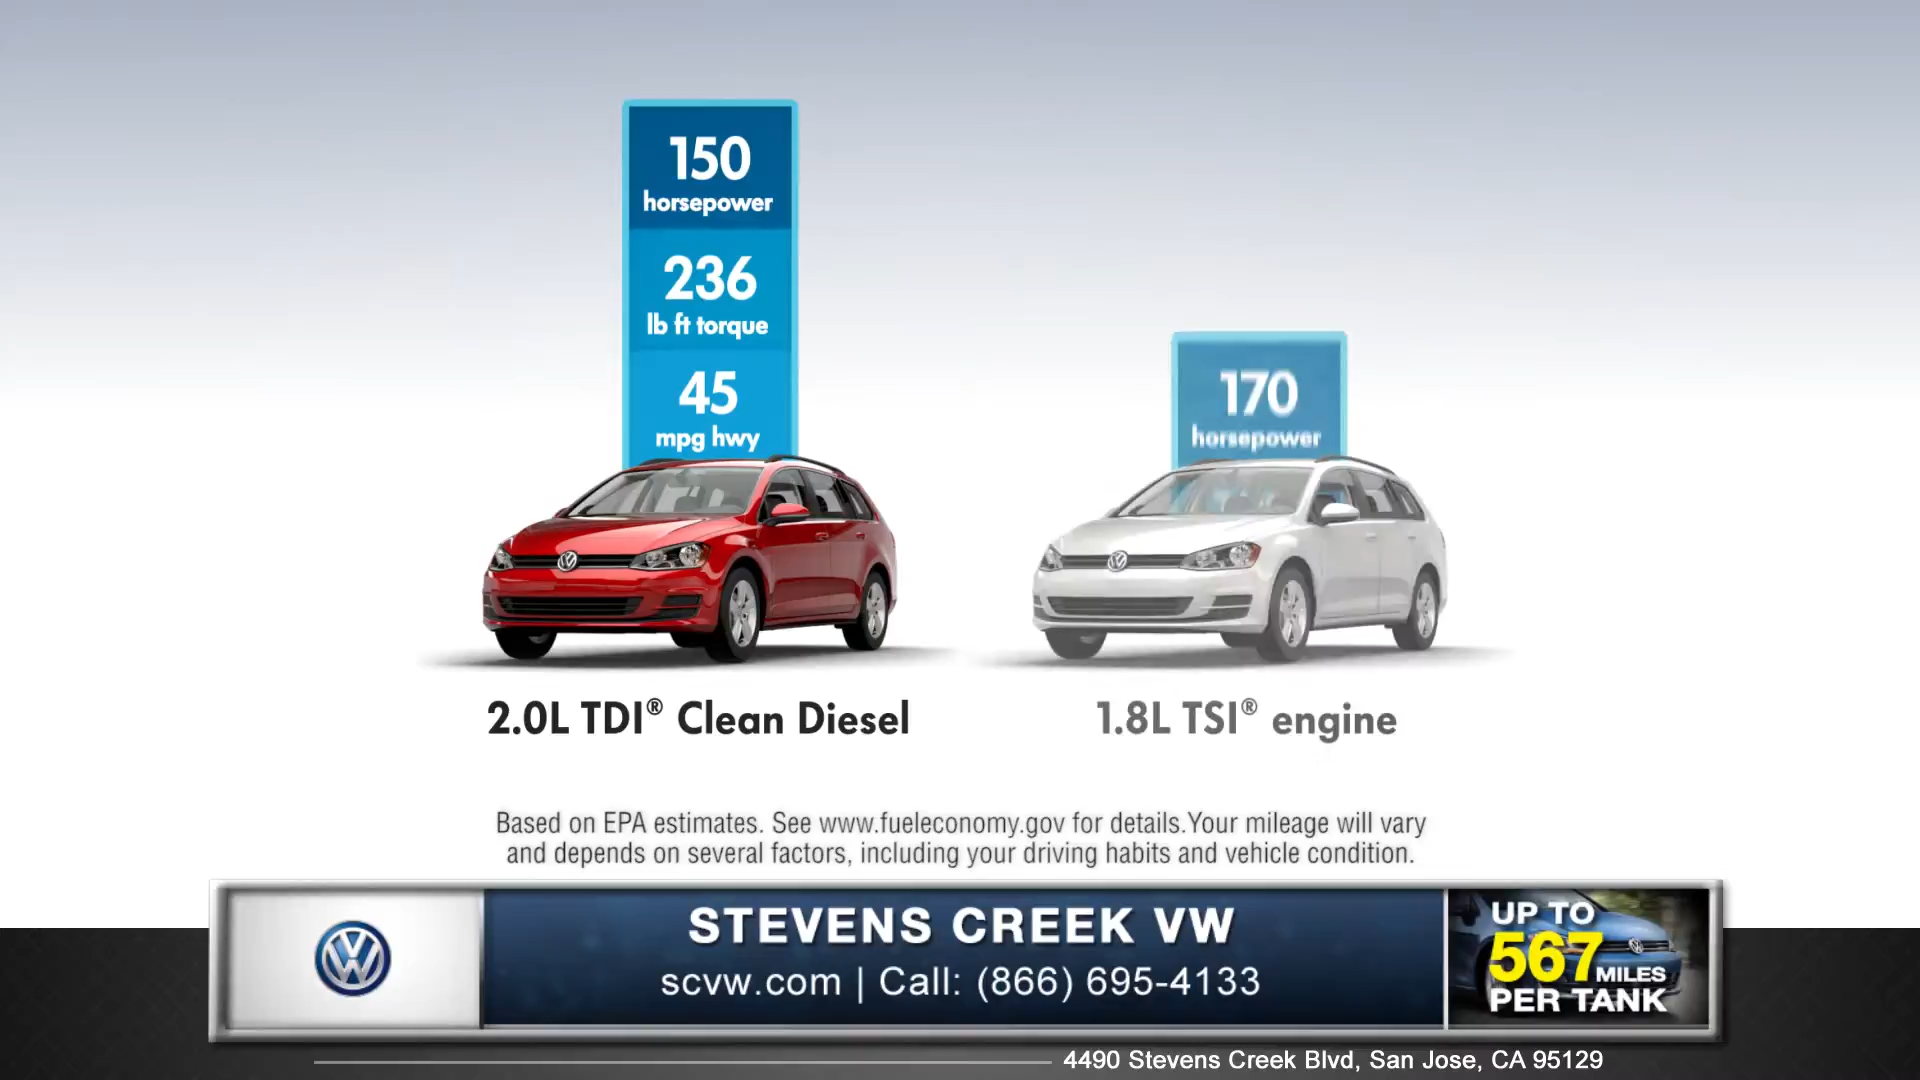 150
horsepower
236
lb ft torque
45
mpg hwy
170
horsepower
2.0L TDI® Clean Diesel
1.8L TSI® engine
Based on EPA estimates. See www.fueleconomy.gov for details.Your mileage will vary
and depends on several factors, including your driving habits and vehicle condition.
STEVENS CREEK VW
scvw.com | Call: (866) 695-4133
UP TO
567 MILES
PER TANK
4490 Stevens Creek Blvd, San Jose, CA 95129